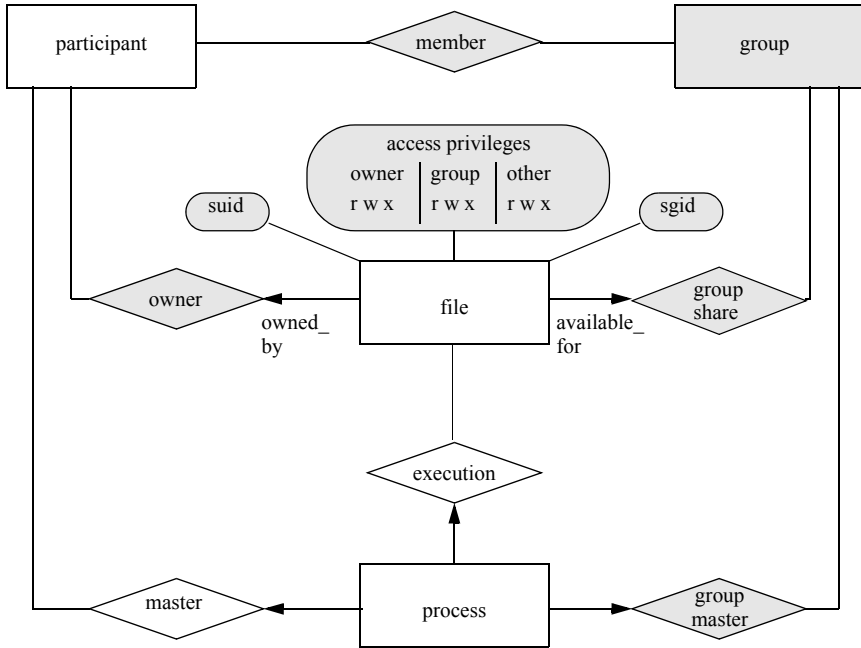 participant
member
group
access privileges
owner group other
r w x r w x r w x
suid
sgid
owner
owned_
by
file
available_
for
group
share
execution
master
process
group
master